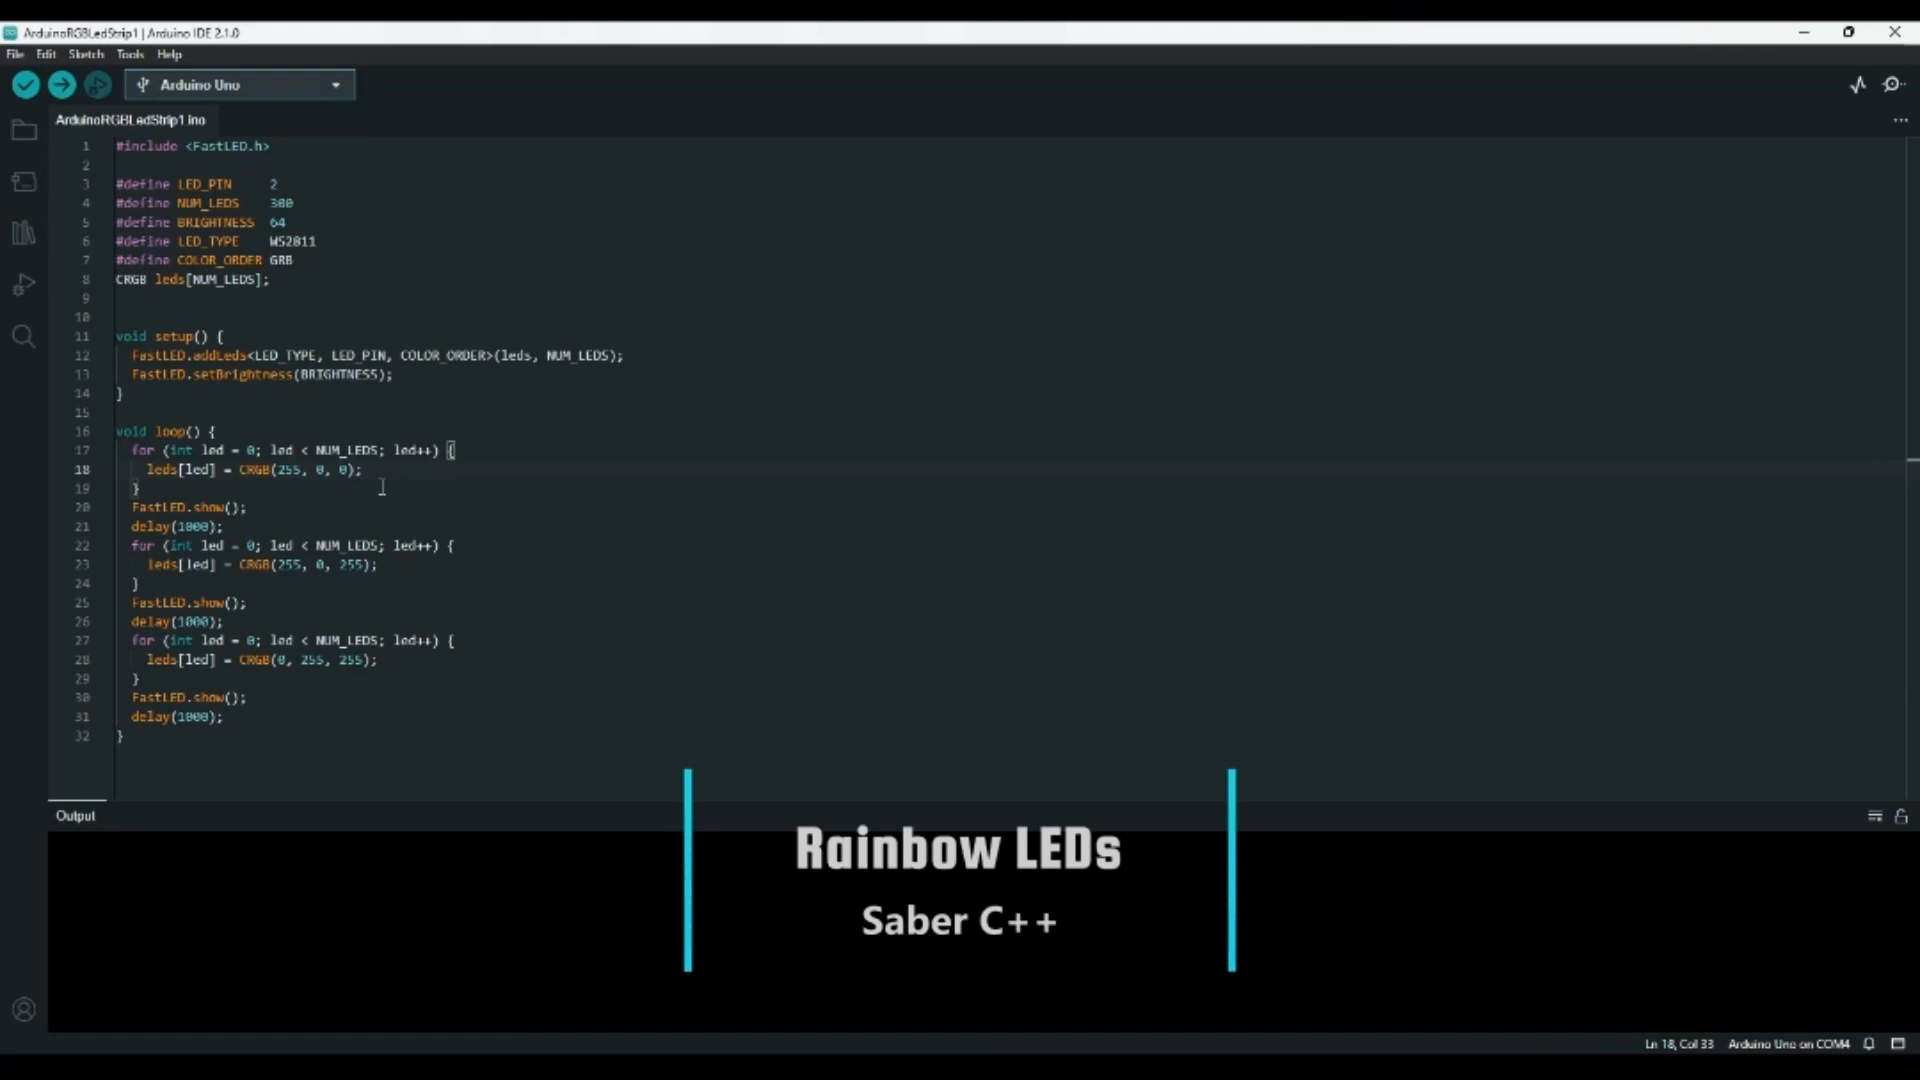 ArduinoRGBLedStrip1 | Arduino IDE 2.1.0
File Edit Sketch Tools Help
Arduino Uno
ArduinoRGBLedStrip1.ino
1 #include <FastLED.h>
2
3 #define LED_PIN 2
4 #define NUM_LEDS 300
5 #define BRIGHTNESS 64
6 #define LED_TYPE WS2811
7 #define COLOR_ORDER GRB
8 CRGB leds[NUM_LEDS];
9
10
11 void setup() {
12 FastLED.addLeds<LED_TYPE, LED_PIN, COLOR_ORDER>(leds, NUM_LEDS);
13 FastLED.setBrightness(BRIGHTNESS);
14 }
15
16 void loop() {
17 for (int led = 0; led < NUM_LEDS; led++) {
18 leds[led] = CRGB(255, 0, 0);
19 }
20 FastLED.show();
21 delay(1000);
22 for (int led = 0; led < NUM_LEDS; led++) {
23 leds[led] = CRGB(255, 0, 255);
24 }
25 FastLED.show();
26 delay(1000);
27 for (int led = 0; led < NUM_LEDS; led++) {
28 leds[led] = CRGB(0, 255, 255);
29 }
30 FastLED.show();
31 delay(1000);
32 }
Output
Rainbow LEDs
Saber C++
Ln 18, Col 33 Arduino Uno on COM4